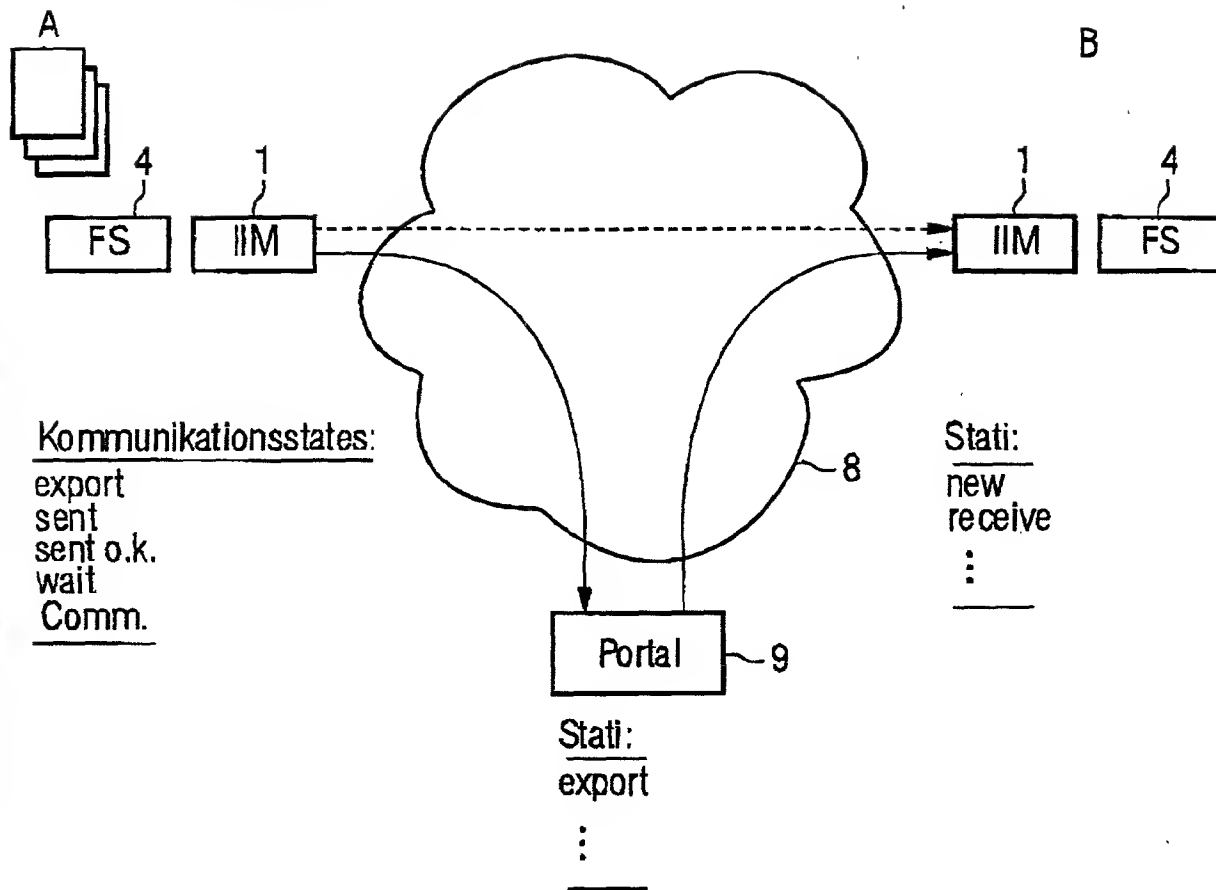 A
B
4
1
1
4
FS
IIM
IIM
FS
Kommunikationsstates:
export
sent
sent o.k.
wait
Comm.
8
Stati:
new
receive
⋮
Portal
9
Stati:
export
⋮